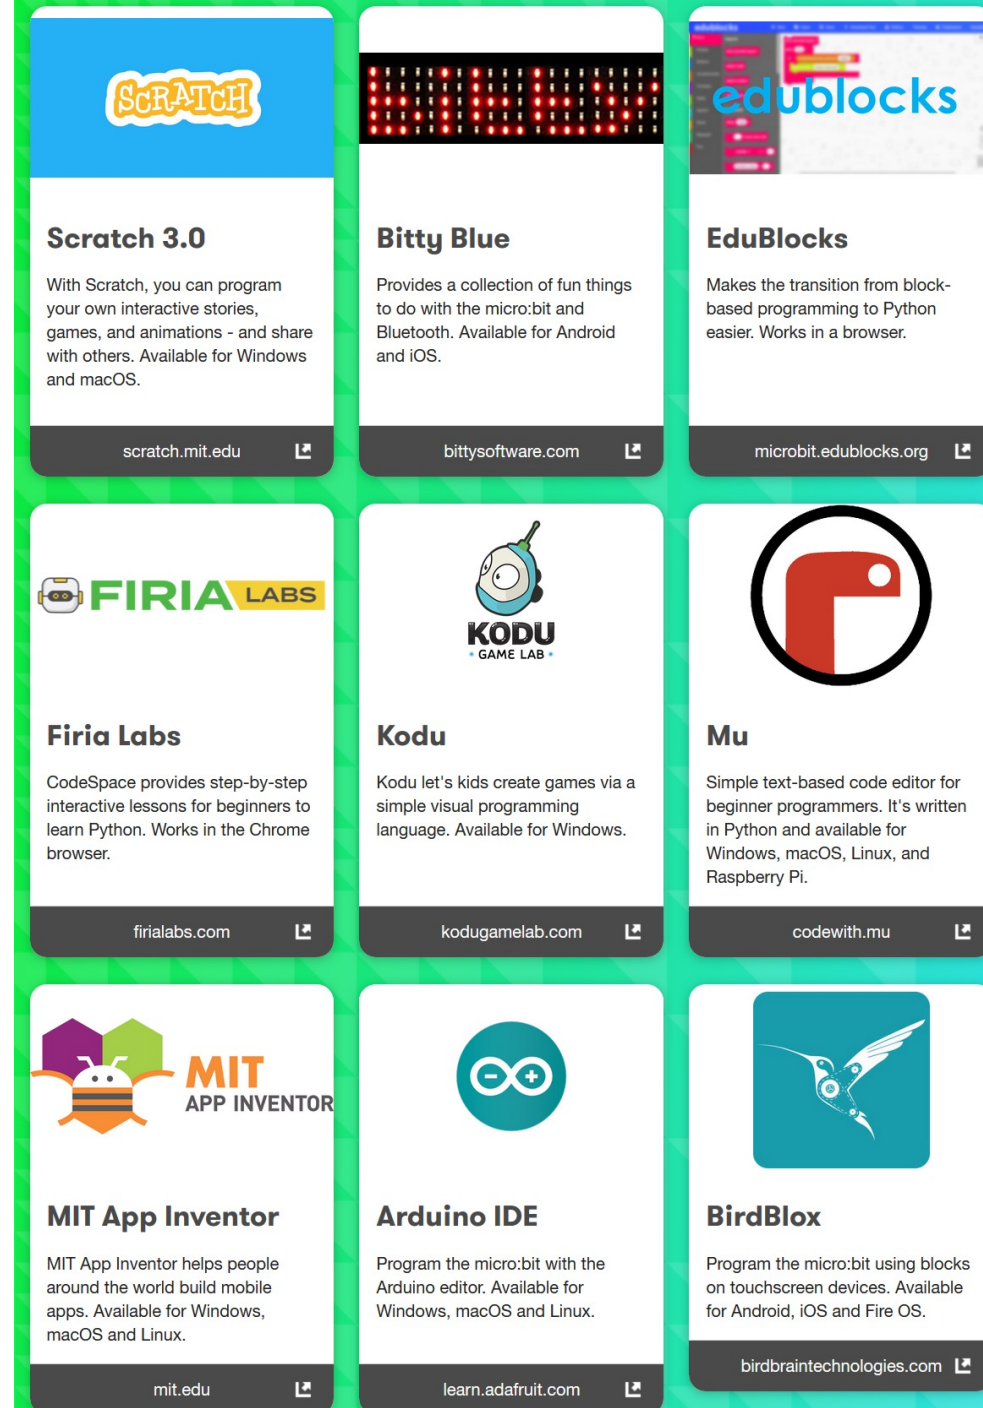 SCRATCH
Scratch 3.0
With Scratch, you can program
your own interactive stories,
games, and animations - and share
with others. Available for Windows
and macOS.
scratch.mit.edu
Bitty Blue
Provides a collection of fun things
to do with the micro:bit and
Bluetooth. Available for Android
and iOS.
bittysoftware.com
edublocks
EduBlocks
Makes the transition from block-
based programming to Python
easier. Works in a browser.
microbit.edublocks.org
FIRIA LABS
Firia Labs
CodeSpace provides step-by-step
interactive lessons for beginners to
learn Python. Works in the Chrome
browser.
firialabs.com
KODU
GAME LAB
Kodu
Kodu let's kids create games via a
simple visual programming
language. Available for Windows.
kodugamelab.com
Mu
Simple text-based code editor for
beginner programmers. It's written
in Python and available for
Windows, macOS, Linux, and
Raspberry Pi.
codewith.mu
MIT
APP INVENTOR
MIT App Inventor
MIT App Inventor helps people
around the world build mobile
apps. Available for Windows,
macOS and Linux.
mit.edu
Arduino IDE
Program the micro:bit with the
Arduino editor. Available for
Windows, macOS and Linux.
learn.adafruit.com
BirdBlox
Program the micro:bit using blocks
on touchscreen devices. Available
for Android, iOS and Fire OS.
birdbraintechnologies.com